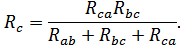 R_c = \frac{R_{ca} R_{bc}}{R_{ab} + R_{bc} + R_{ca}}.